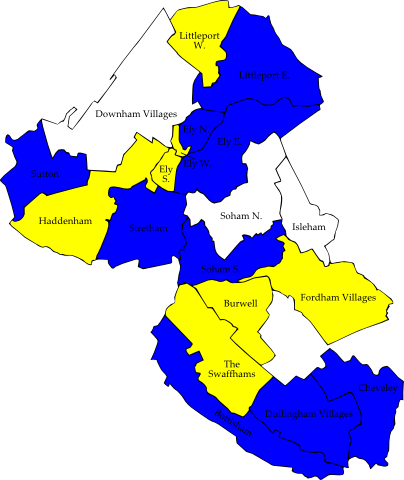 Littleport
W.
Littleport E.
Downham Villages
Ely N.
Ely E.
Ely W.
Ely
S.
Sutton
Haddenham
Stretham
Soham N.
Isleham
Soham S.
Burwell
Fordham Villages
The
Swaffhams
Cheveley
Dullingham Villages
Bottisham